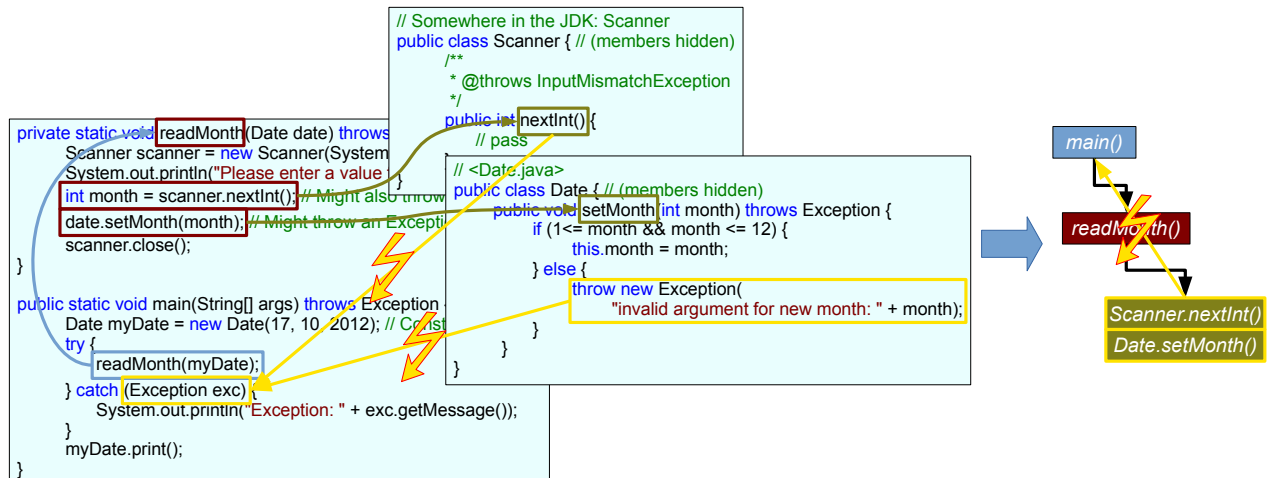 // Somewhere in the JDK: Scanner
public class Scanner { // (members hidden)
/**
* @throws InputMismatchException
*/
public int nextInt() {
// pass
}
private static void readMonth(Date date) throws
Scanner scanner = new Scanner(System
System.out.println("Please enter a value
int month = scanner.nextInt(); // Might also throw
date.setMonth(month); // Might throw an Excepti
scanner.close();
}
public static void main(String[] args) throws Exception {
Date myDate = new Date(17, 10, 2012); // Const
try {
readMonth(myDate);
} catch (Exception exc) {
System.out.println("Exception: " + exc.getMessage());
}
myDate.print();
}
// <Date.java>
public class Date { // (members hidden)
public void setMonth(int month) throws Exception {
if (1<= month && month <= 12) {
this.month = month;
} else {
throw new Exception(
"invalid argument for new month: " + month);
}
}
}
main()
readMonth()
Scanner.nextInt()
Date.setMonth()